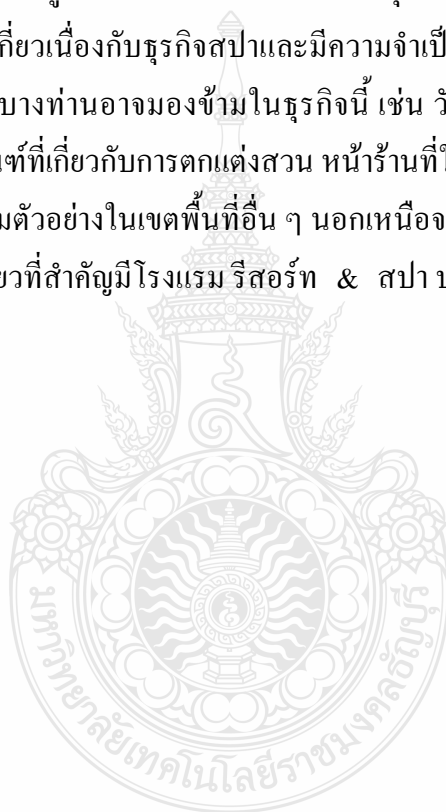 กี่ยวเนื่องกับธุรกิจสปาและมีความจำเป็
บางท่านอาจมองข้ามในธุรกิจนี้ เช่น วั
ฑ์ที่เกี่ยวกับการตกแต่งสวน หน้าร้านที่ใ
มตัวอย่างในเขตพื้นที่อื่น ๆ นอกเหนือจ
ี่ยวที่สำคัญมีโรงแรม รีสอร์ท & สปา บ
มหาวิทยาลัยเทคโนโลยีราชมงคลธัญบุรี